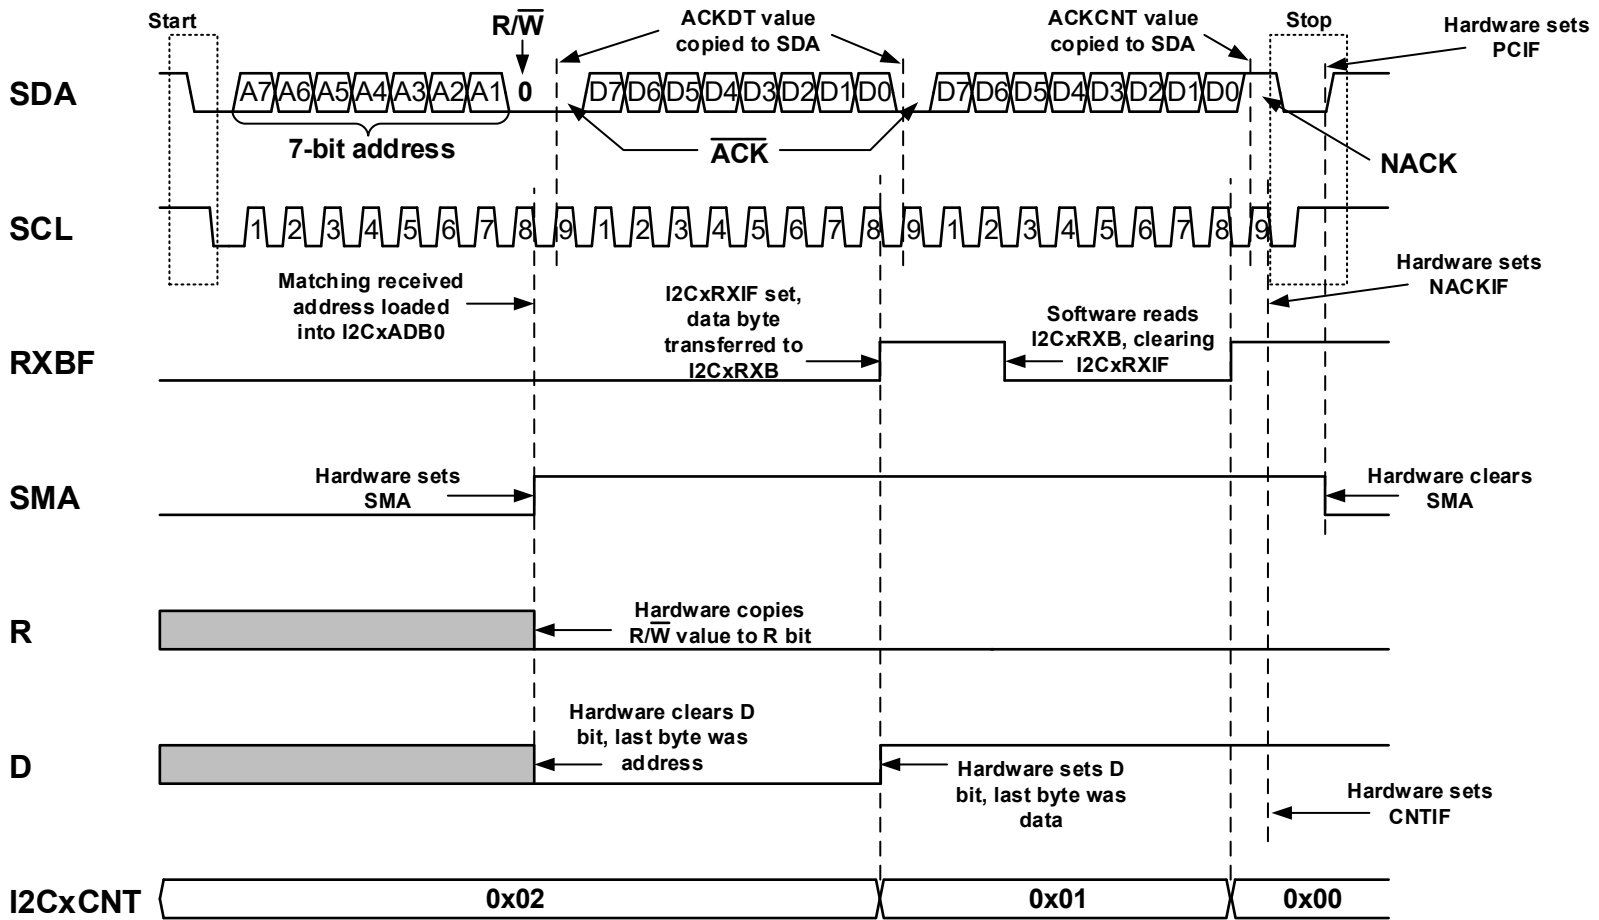 Start
R/W
ACKDT value
copied to SDA
ACKCNT value
copied to SDA
Stop
Hardware sets
PCIF
SDA
A7 A6 A5 A4 A3 A2 A1 0 D7 D6 D5 D4 D3 D2 D1 D0 D7 D6 D5 D4 D3 D2 D1 D0
7-bit address
ACK
NACK
SCL
1 2 3 4 5 6 7 8 9 1 2 3 4 5 6 7 8 9 1 2 3 4 5 6 7 8 9
Matching received
address loaded
into I2CxADB0
I2CxRXIF set,
data byte
transferred to
I2CxRXB
Software reads
I2CxRXB, clearing
I2CxRXIF
Hardware sets
NACKIF
RXBF
SMA
Hardware sets
SMA
Hardware clears
SMA
R
Hardware copies
R/W value to R bit
D
Hardware clears D
bit, last byte was
address
Hardware sets D
bit, last byte was
data
Hardware sets
CNTIF
I2CxCNT
0x02
0x01
0x00